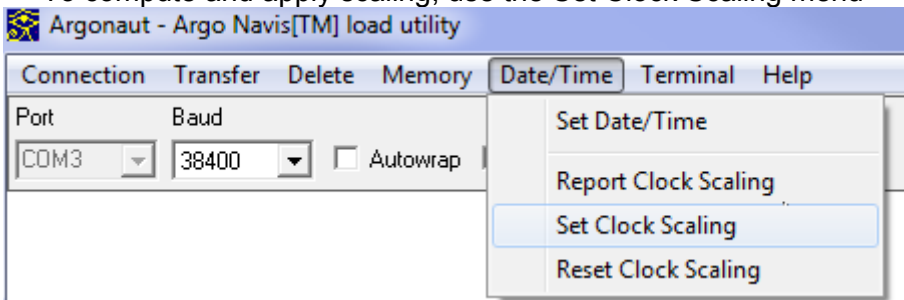 To compute and apply scaling, use the Set Clock Scaling menu
Argonaut - Argo Navis[TM] load utility
Connection Transfer Delete Memory Date/Time Terminal Help
Port Baud
COM3 38400 Autowrap
Set Date/Time
Report Clock Scaling
Set Clock Scaling
Reset Clock Scaling